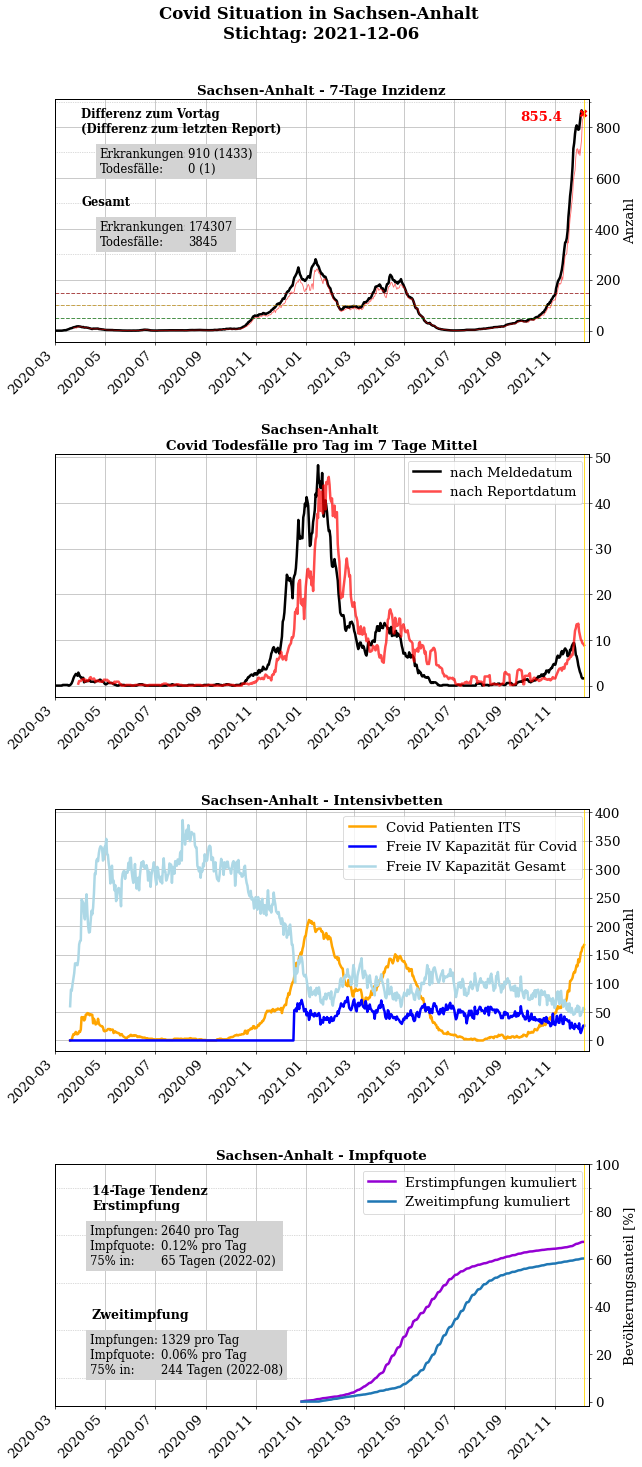 Covid Situation in Sachsen-Anhalt
Stichtag: 2021-12-06
Sachsen-Anhalt - 7-Tage Inzidenz
Differenz zum Vortag
(Differenz zum letzten Report)
Erkrankungen 910 (1433)
Todesfälle: 0 (1)
Gesamt
Erkrankungen 174307
Todesfälle: 3845
855.4
800
600
400
200
0
Anzahl
2020-03
2020-05
2020-07
2020-09
2020-11
2021-01
2021-03
2021-05
2021-07
2021-09
2021-11
Sachsen-Anhalt
Covid Todesfälle pro Tag im 7 Tage Mittel
nach Meldedatum
nach Reportdatum
50
40
30
20
10
0
2020-03
2020-05
2020-07
2020-09
2020-11
2021-01
2021-03
2021-05
2021-07
2021-09
2021-11
Sachsen-Anhalt - Intensivbetten
Covid Patienten ITS
Freie IV Kapazität für Covid
Freie IV Kapazität Gesamt
400
350
300
250
200
150
100
50
0
Anzahl
2020-03
2020-05
2020-07
2020-09
2020-11
2021-01
2021-03
2021-05
2021-07
2021-09
2021-11
Sachsen-Anhalt - Impfquote
14-Tage Tendenz
Erstimpfung
Impfungen: 2640 pro Tag
Impfquote: 0.12% pro Tag
75% in: 65 Tagen (2022-02)
Zweitimpfung
Impfungen: 1329 pro Tag
Impfquote: 0.06% pro Tag
75% in: 244 Tagen (2022-08)
Erstimpfungen kumuliert
Zweitimpfung kumuliert
100
80
60
40
20
0
Bevölkerungsanteil [%]
2020-03
2020-05
2020-07
2020-09
2020-11
2021-01
2021-03
2021-05
2021-07
2021-09
2021-11